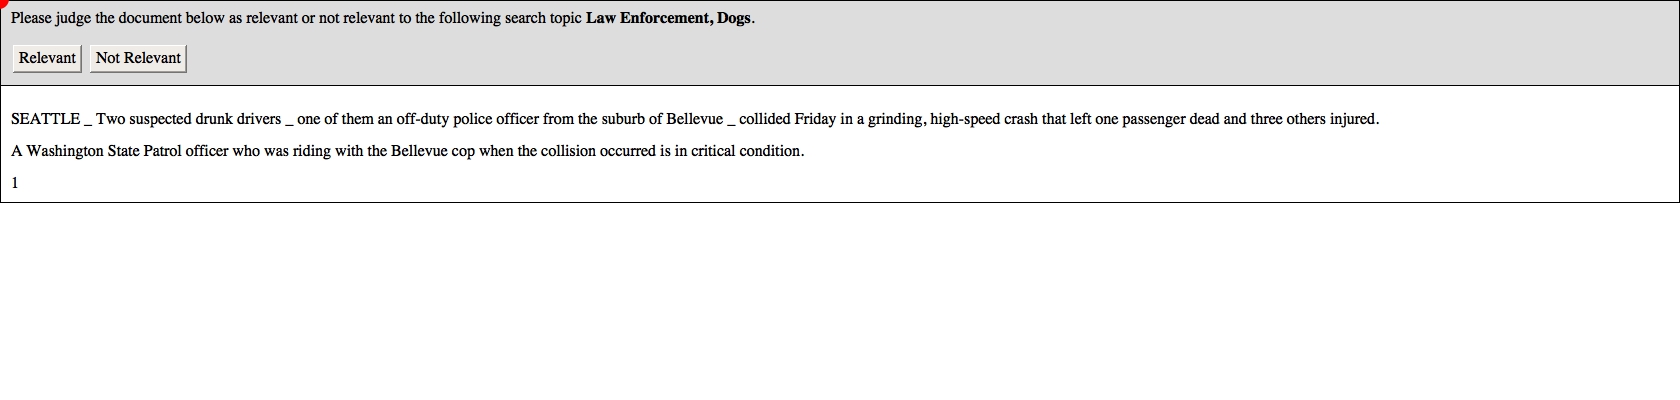 Please judge the document below as relevant or not relevant to the following search topic Law Enforcement, Dogs.
Relevant Not Relevant
SEATTLE _ Two suspected drunk drivers _ one of them an off-duty police officer from the suburb of Bellevue _ collided Friday in a grinding, high-speed crash that left one passenger dead and three others injured.
A Washington State Patrol officer who was riding with the Bellevue cop when the collision occurred is in critical condition.
1